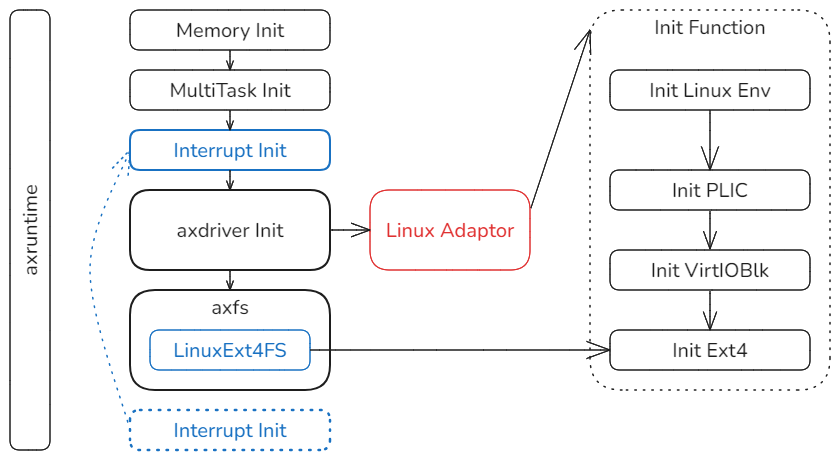 axruntime
Memory Init
MultiTask Init
Interrupt Init
axdriver Init
Linux Adaptor
axfs
LinuxExt4FS
Interrupt Init
Init Function
Init Linux Env
Init PLIC
Init VirtIOBlk
Init Ext4